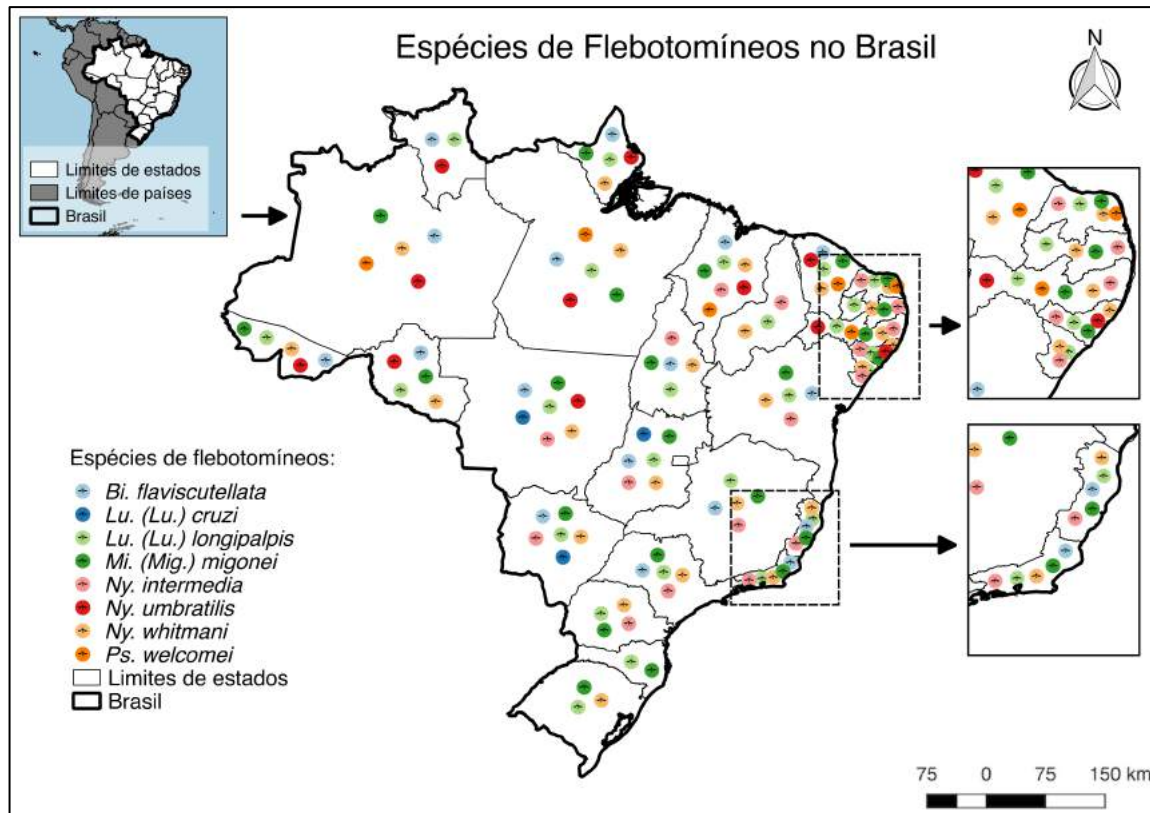 Espécies de Flebotomíneos no Brasil
N
Limites de estados
Limites de países
Brasil
Espécies de flebotomíneos:
Bi. flaviscutellata
Lu. (Lu.) cruzi
Lu. (Lu.) longipalpis
Mi. (Mig.) migonei
Ny. intermedia
Ny. umbratilis
Ny. whitmani
Ps. welcomei
Limites de estados
Brasil
75 0 75 150 km